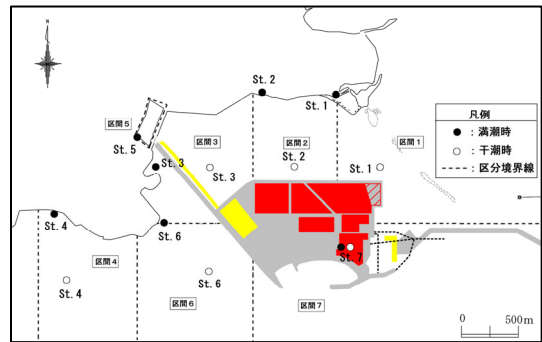 N
St. 2
St. 1
凡例
●：満潮時
○：干潮時
----：区分境界線
区間5
St. 5
区間3
区間2
区間1
St. 3
St. 3
St. 2
St. 1
St. 4
St. 6
St. 7
区間4
St. 6
St. 4
区間6
区間7
0 500m